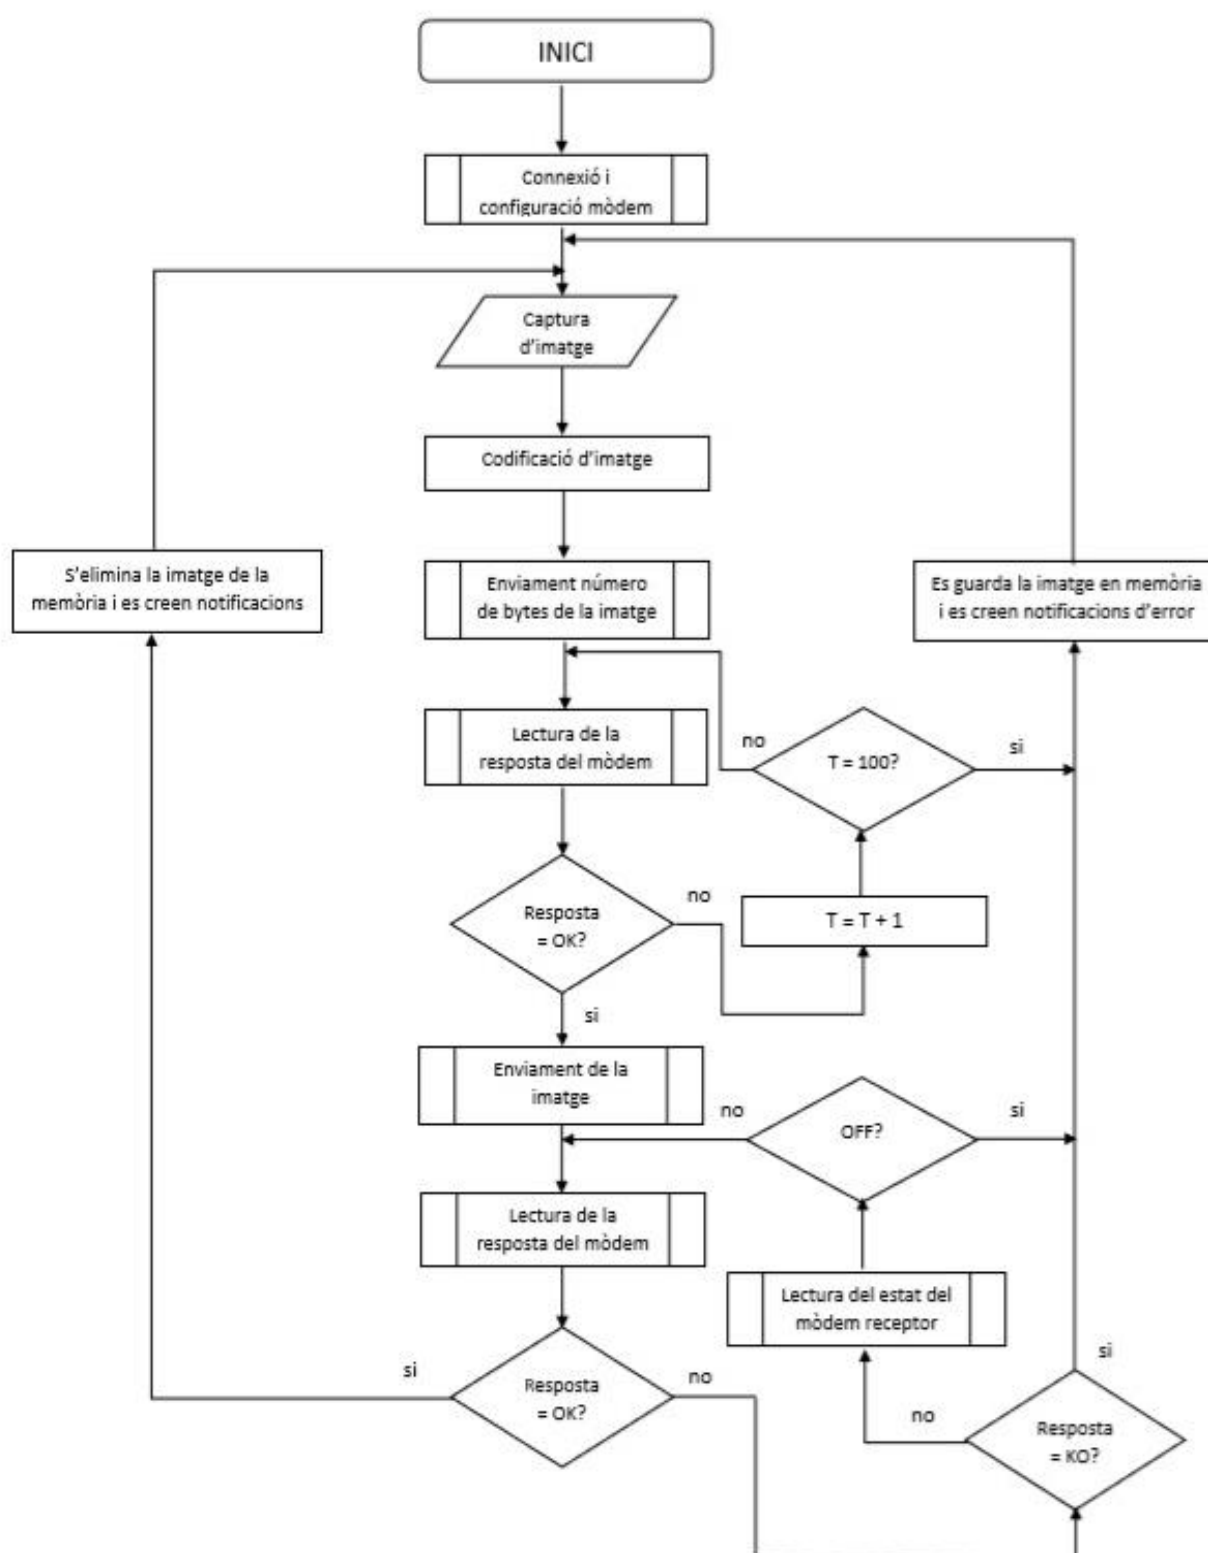 INICI
Connexió i
configuració mòdem
Captura
d'imatge
Codificació d'imatge
S'elimina la imatge de la
memòria i es creen notificacions
Enviament número
de bytes de la imatge
Es guarda la imatge en memòria
i es creen notificacions d'error
Lectura de la
resposta del mòdem
no
T = 100?
si
Resposta
= OK?
no
T = T + 1
si
Enviament de la
imatge
no
OFF?
si
Lectura de la
resposta del mòdem
Lectura del estat del
mòdem receptor
si
Resposta
= OK?
no
si
no
Resposta
= KO?